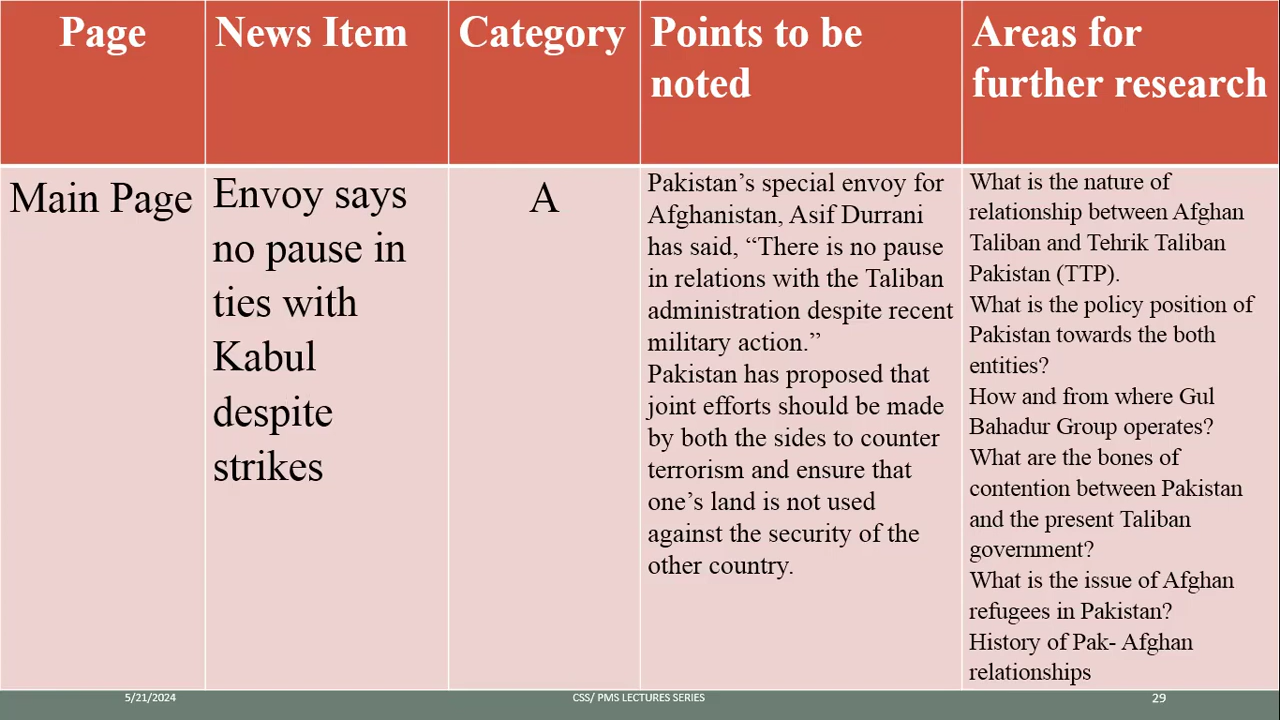 Page
News Item
Category
Points to be
noted
Areas for
further research
Main Page
Envoy says
no pause in
ties with
Kabul
despite
strikes
A
Pakistan’s special envoy for
Afghanistan, Asif Durrani
has said, “There is no pause
in relations with the Taliban
administration despite recent
military action.”
Pakistan has proposed that
joint efforts should be made
by both the sides to counter
terrorism and ensure that
one’s land is not used
against the security of the
other country.
What is the nature of
relationship between Afghan
Taliban and Tehrik Taliban
Pakistan (TTP).
What is the policy position of
Pakistan towards the both
entities?
How and from where Gul
Bahadur Group operates?
What are the bones of
contention between Pakistan
and the present Taliban
government?
What is the issue of Afghan
refugees in Pakistan?
History of Pak- Afghan
relationships
5/21/2024
CSS/ PMS LECTURES SERIES
29